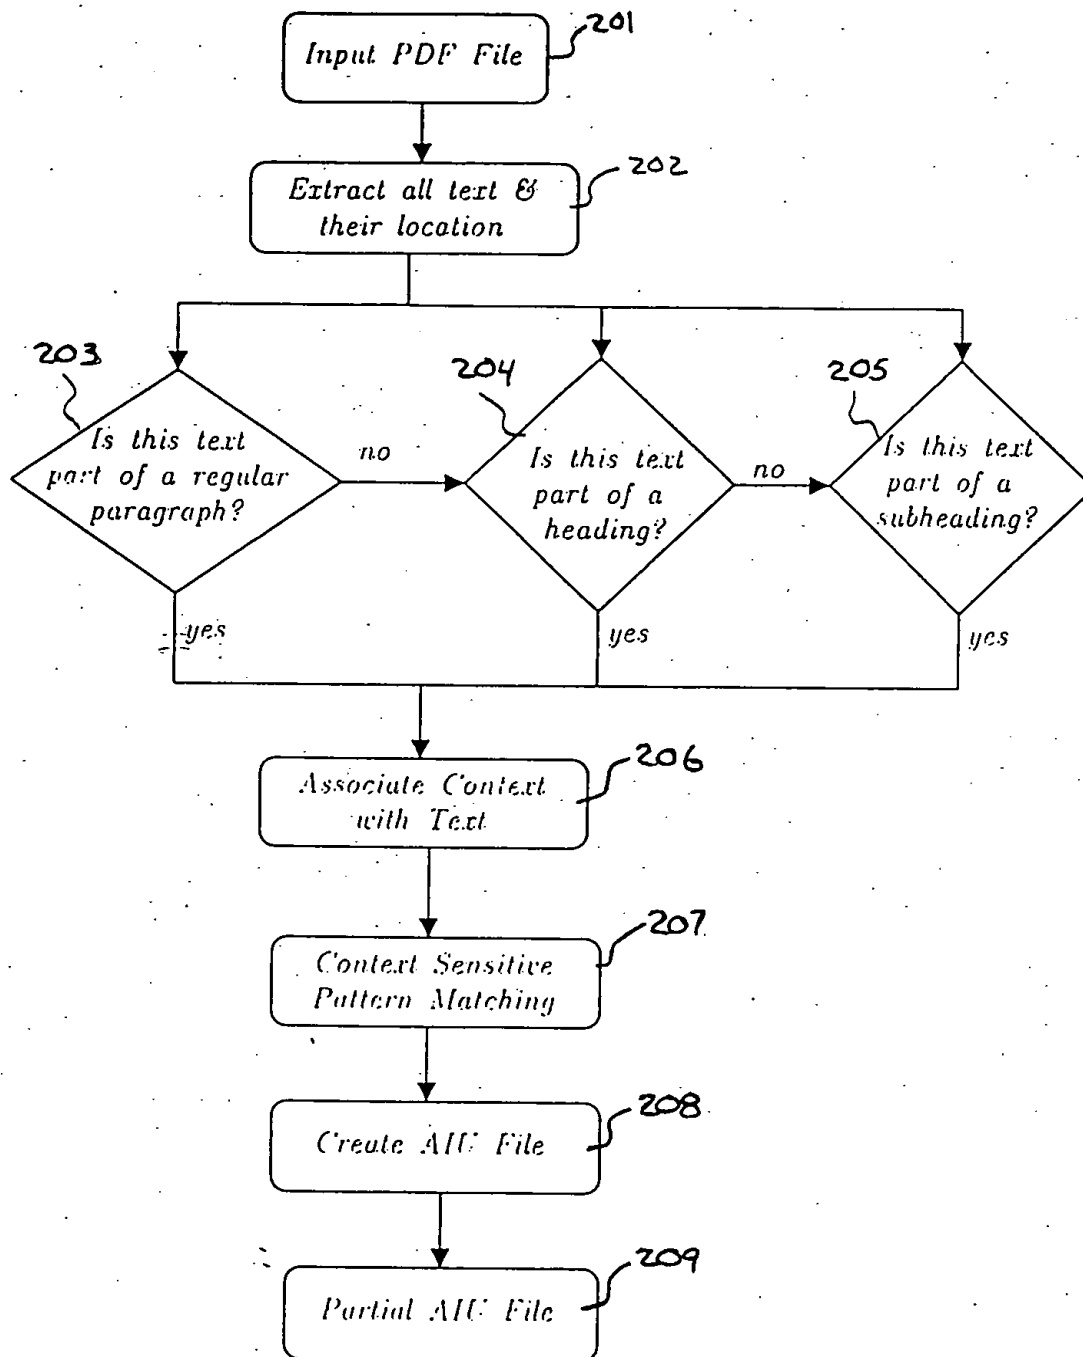 201
Input PDF File
202
Extract all text &
their location
203
204
205
Is this text
part of a regular
paragraph?
no
Is this text
part of a
heading?
no
Is this text
part of a
subheading?
yes
yes
yes
206
Associate Context
with Text
207
Context Sensitive
Pattern Matching
208
Create AIU File
209
Partial AIU File